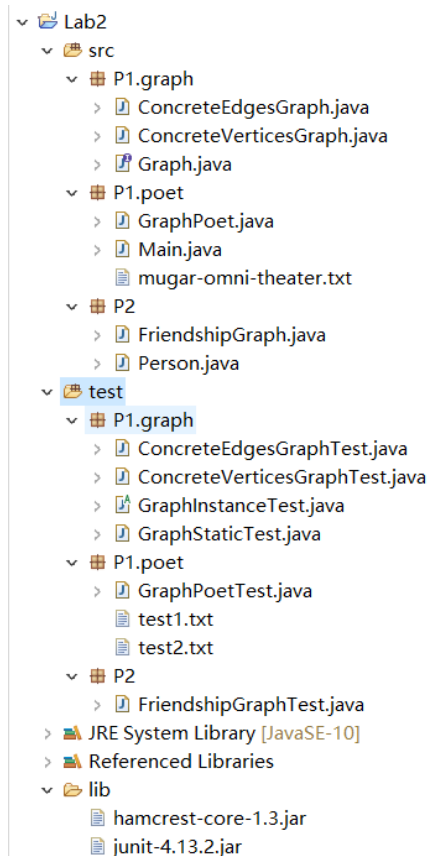 Lab2
src
P1.graph
ConcreteEdgesGraph.java
ConcreteVerticesGraph.java
Graph.java
P1.poet
GraphPoet.java
Main.java
mugar-omni-theater.txt
P2
FriendshipGraph.java
Person.java
test
P1.graph
ConcreteEdgesGraphTest.java
ConcreteVerticesGraphTest.java
GraphInstanceTest.java
GraphStaticTest.java
P1.poet
GraphPoetTest.java
test1.txt
test2.txt
P2
FriendshipGraphTest.java
JRE System Library [JavaSE-10]
Referenced Libraries
lib
hamcrest-core-1.3.jar
junit-4.13.2.jar